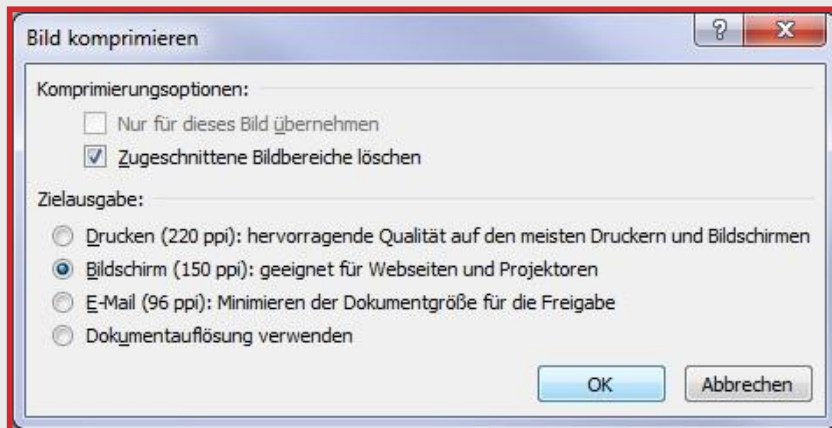 Bild komprimieren
Komprimierungsoptionen:
Nur für dieses Bild übernehmen
Zugeschnittene Bildbereiche löschen
Zielausgabe:
Drucken (220 ppi): hervorragende Qualität auf den meisten Druckern und Bildschirmen
Bildschirm (150 ppi): geeignet für Webseiten und Projektoren
E-Mail (96 ppi): Minimieren der Dokumentgröße für die Freigabe
Dokumentauflösung verwenden
OK Abbrechen